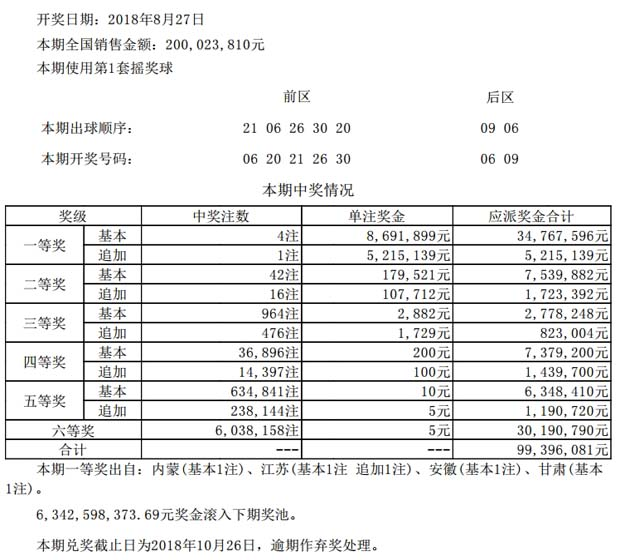 开奖日期：2018年8月27日
本期全国销售金额：200,023,810元
本期使用第1套摇奖球
前区 后区
本期出球顺序： 21 06 26 30 20 09 06
本期开奖号码： 06 20 21 26 30 06 09
本期中奖情况
奖级 中奖注数 单注奖金 应派奖金合计
一等奖 基本 4注 8,691,899元 34,767,596元
追加 1注 5,215,139元 5,215,139元
二等奖 基本 42注 179,521元 7,539,882元
追加 16注 107,712元 1,723,392元
三等奖 基本 964注 2,882元 2,778,248元
追加 476注 1,729元 823,004元
四等奖 基本 36,896注 200元 7,379,200元
追加 14,397注 100元 1,439,700元
五等奖 基本 634,841注 10元 6,348,410元
追加 238,144注 5元 1,190,720元
六等奖 6,038,158注 5元 30,190,790元
合计 --- --- 99,396,081元
本期一等奖出自：内蒙(基本1注)、江苏(基本1注 追加1注)、安徽(基本1注)、甘肃(基本
1注)。
6,342,598,373.69元奖金滚入下期奖池。
本期兑奖截止日为2018年10月26日，逾期作弃奖处理。